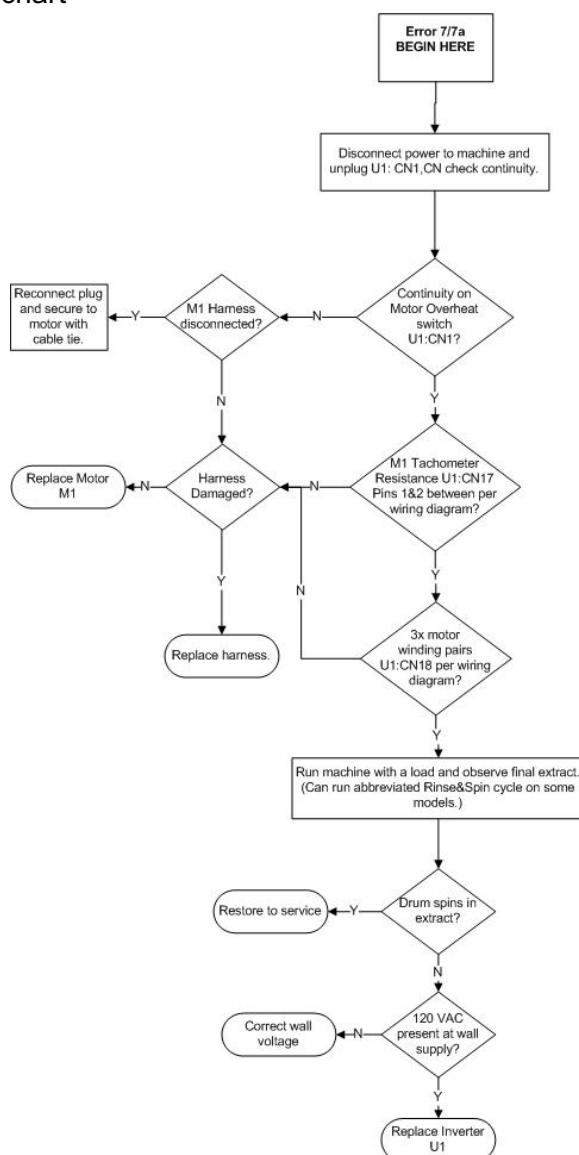 chart
Error 7/7a
BEGIN HERE
Disconnect power to machine and
unplug U1: CN1,CN check continuity.
Continuity on
Motor Overheat
switch
U1:CN1?
N
M1 Harness
disconnected?
Y
Reconnect plug
and secure to
motor with
cable tie.
N
Y
M1 Tachometer
Resistance U1:CN17
Pins 1&2 between per
wiring diagram?
N
Harness
Damaged?
N
Replace Motor
M1
Y
Replace harness.
Y
N
3x motor
winding pairs
U1:CN18 per wiring
diagram?
Y
Run machine with a load and observe final extract.
(Can run abbreviated Rinse&Spin cycle on some
models.)
Drum spins in
extract?
Y
Restore to service
N
120 VAC
present at wall
supply?
N
Correct wall
voltage
Y
Replace Inverter
U1